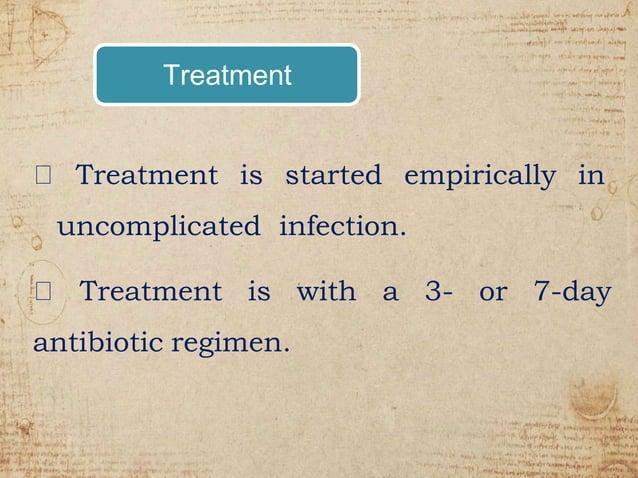 Treatment
Treatment is started empirically in
uncomplicated infection.
Treatment is with a 3- or 7-day
antibiotic regimen.